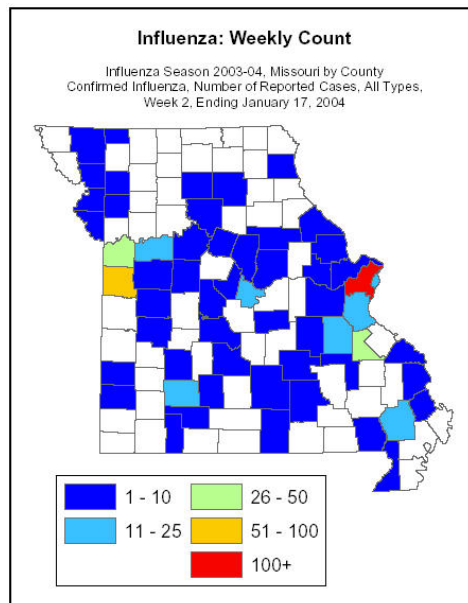 Influenza: Weekly Count
Influenza Season 2003-04, Missouri by County
Confirmed Influenza, Number of Reported Cases, All Types,
Week 2, Ending January 17, 2004
1 - 10
26 - 50
11 - 25
51 - 100
100+